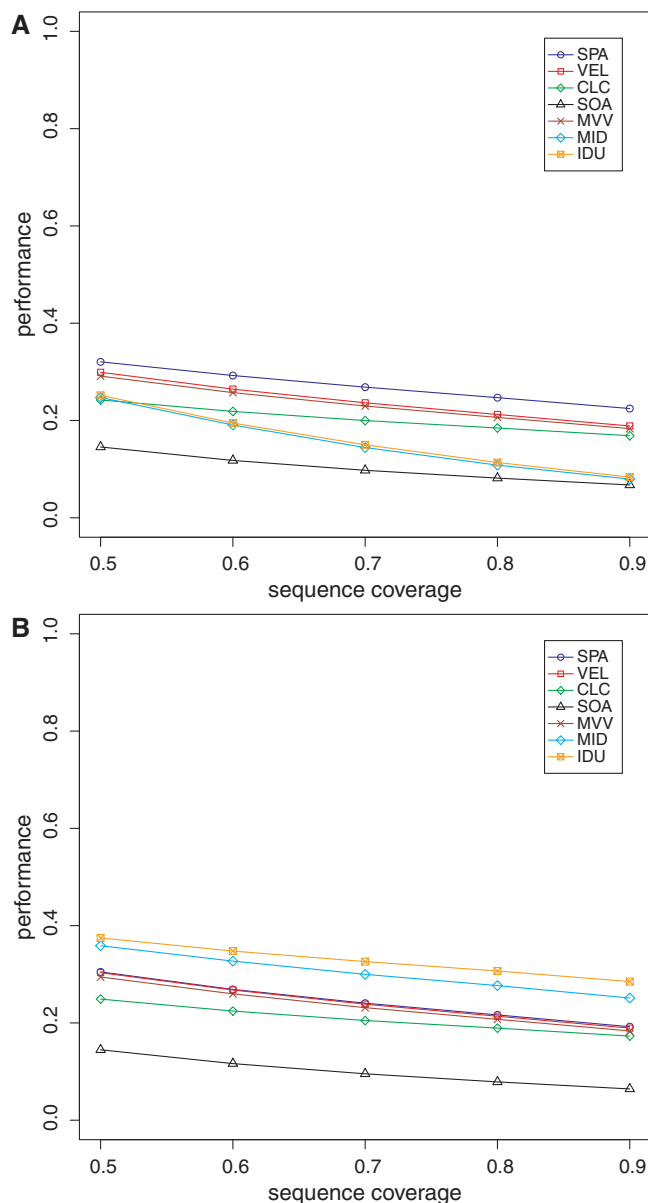 A
SPA
VEL
CLC
SOA
MVV
MID
IDU
performance
0.0 0.2 0.4 0.6 0.8 1.0
0.5 0.6 0.7 0.8 0.9
sequence coverage
B
SPA
VEL
CLC
SOA
MVV
MID
IDU
performance
0.0 0.2 0.4 0.6 0.8 1.0
0.5 0.6 0.7 0.8 0.9
sequence coverage